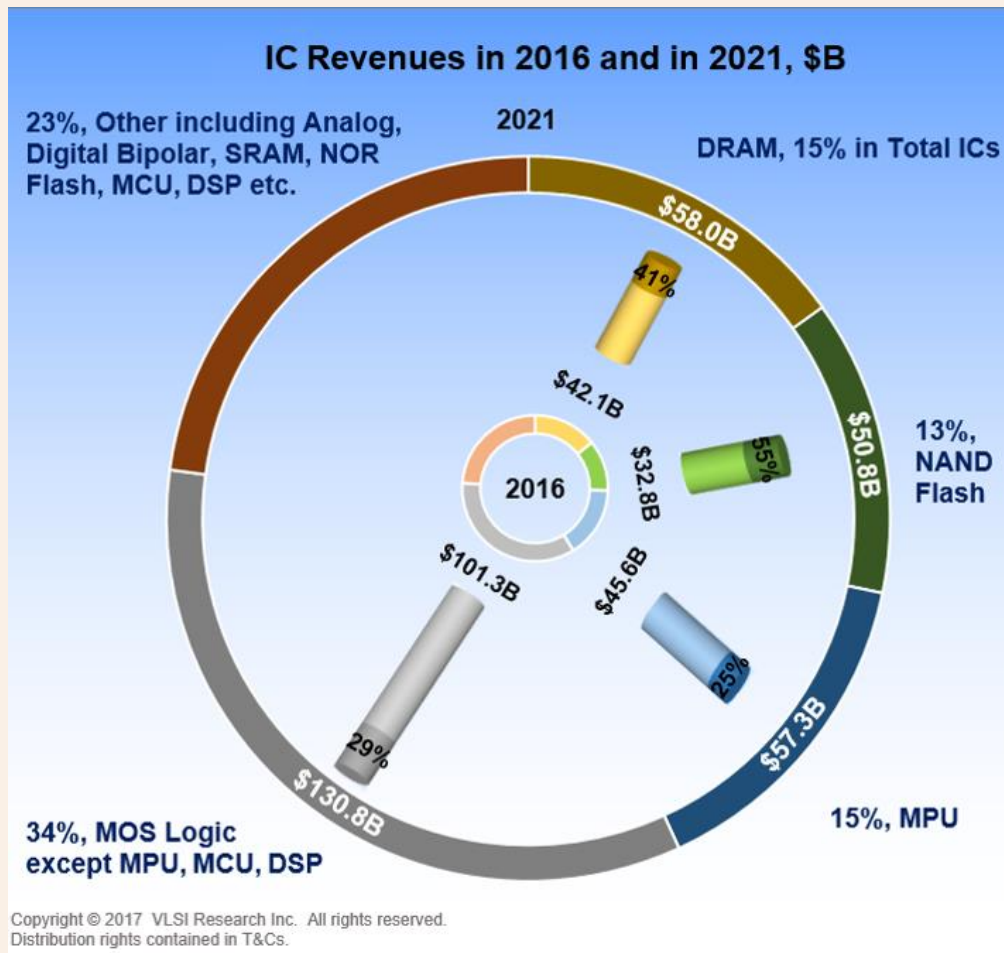 IC Revenues in 2016 and in 2021, $B
23%, Other including Analog,
Digital Bipolar, SRAM, NOR
Flash, MCU, DSP etc.
2021
DRAM, 15% in Total ICs
$58.0B
41%
$42.1B
$50.8B
55%
$32.8B
13%,
NAND
Flash
2016
$101.3B
$45.6B
25%
$57.3B
29%
$130.8B
15%, MPU
34%, MOS Logic
except MPU, MCU, DSP
Copyright © 2017 VLSI Research Inc. All rights reserved.
Distribution rights contained in T&Cs.